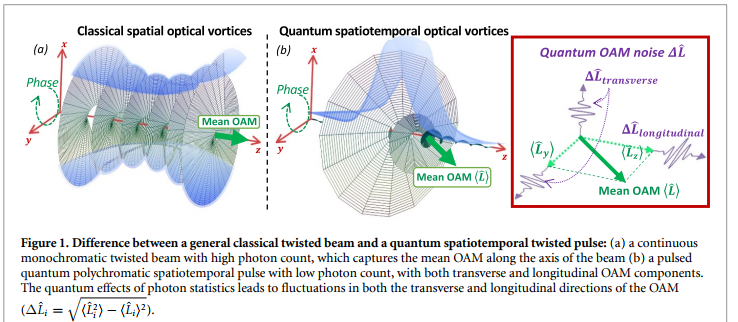 Classical spatial optical vortices
Quantum spatiotemporal optical vortices
(a)
x
Phase
y
Mean OAM
z
(b)
x
Phase
y
Mean OAM ⟨L̂⟩
z
Quantum OAM noise ΔL̂
ΔL̂transverse
ΔL̂longitudinal
⟨L̂y⟩
⟨L̂z⟩
Mean OAM ⟨L̂⟩
Figure 1. Difference between a general classical twisted beam and a quantum spatiotemporal twisted pulse: (a) a continuous
monochromatic twisted beam with high photon count, which captures the mean OAM along the axis of the beam (b) a pulsed
quantum polychromatic spatiotemporal pulse with low photon count, with both transverse and longitudinal OAM components.
The quantum effects of photon statistics leads to fluctuations in both the transverse and longitudinal directions of the OAM
(ΔL̂i = √⟨L̂i²⟩ − ⟨L̂i⟩²).